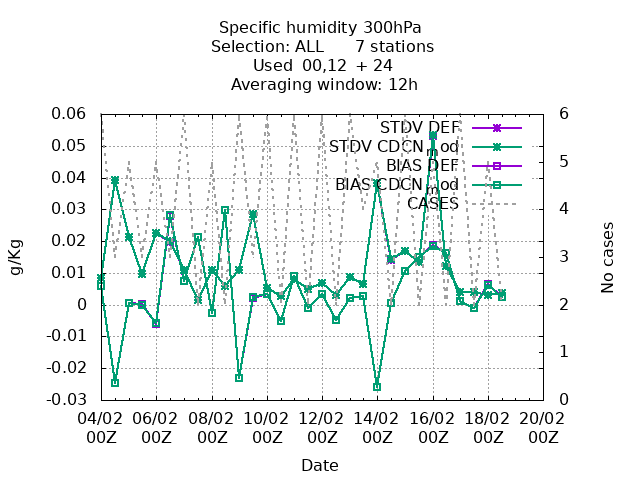 Specific humidity 300hPa
Selection: ALL 7 stations
Used 00,12 + 24
Averaging window: 12h
STDV DEF
STDV CDCN_mod
BIAS DEF
BIAS CDCN_mod
CASES
0.06
0.05
0.04
0.03
0.02
0.01
0
-0.01
-0.02
-0.03
g/Kg
6
5
4
3
2
1
0
No cases
04/02 06/02 08/02 10/02 12/02 14/02 16/02 18/02 20/02
00Z 00Z 00Z 00Z 00Z 00Z 00Z 00Z 00Z
Date